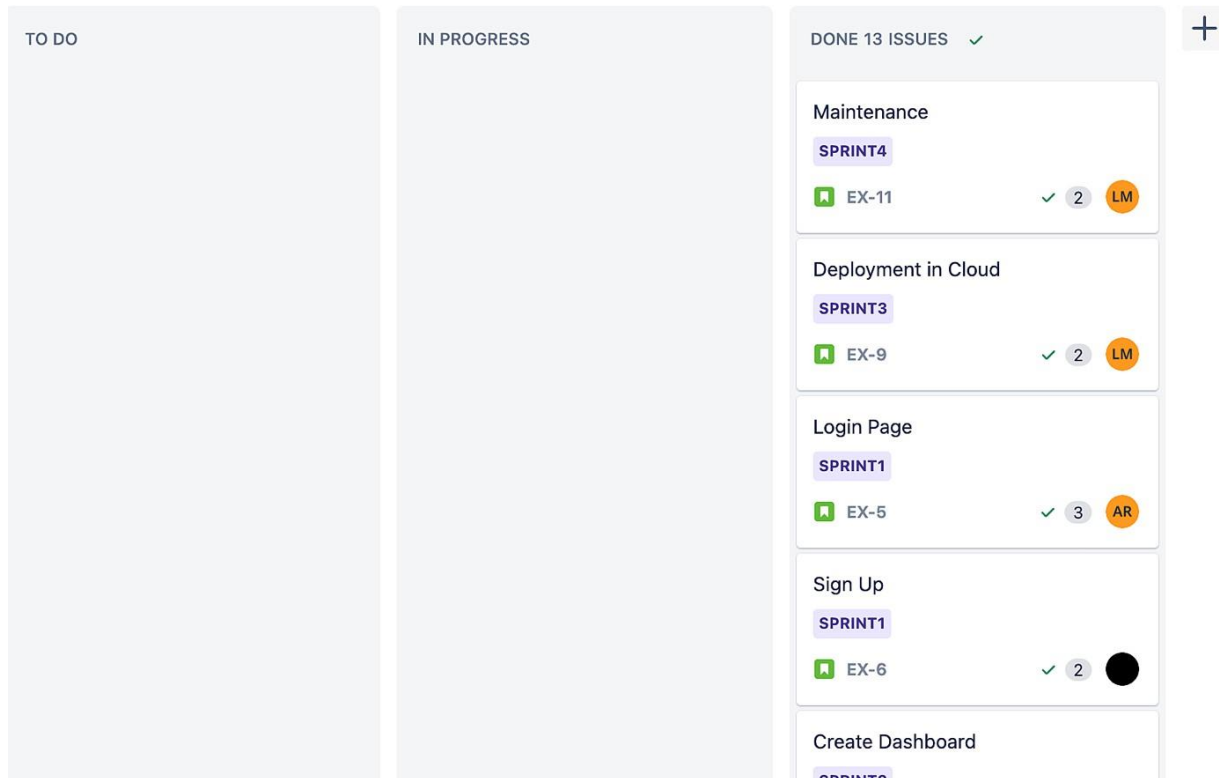 TO DO
IN PROGRESS
DONE 13 ISSUES
Maintenance
SPRINT4
EX-11 2 LM
Deployment in Cloud
SPRINT3
EX-9 2 LM
Login Page
SPRINT1
EX-5 3 AR
Sign Up
SPRINT1
EX-6 2
Create Dashboard